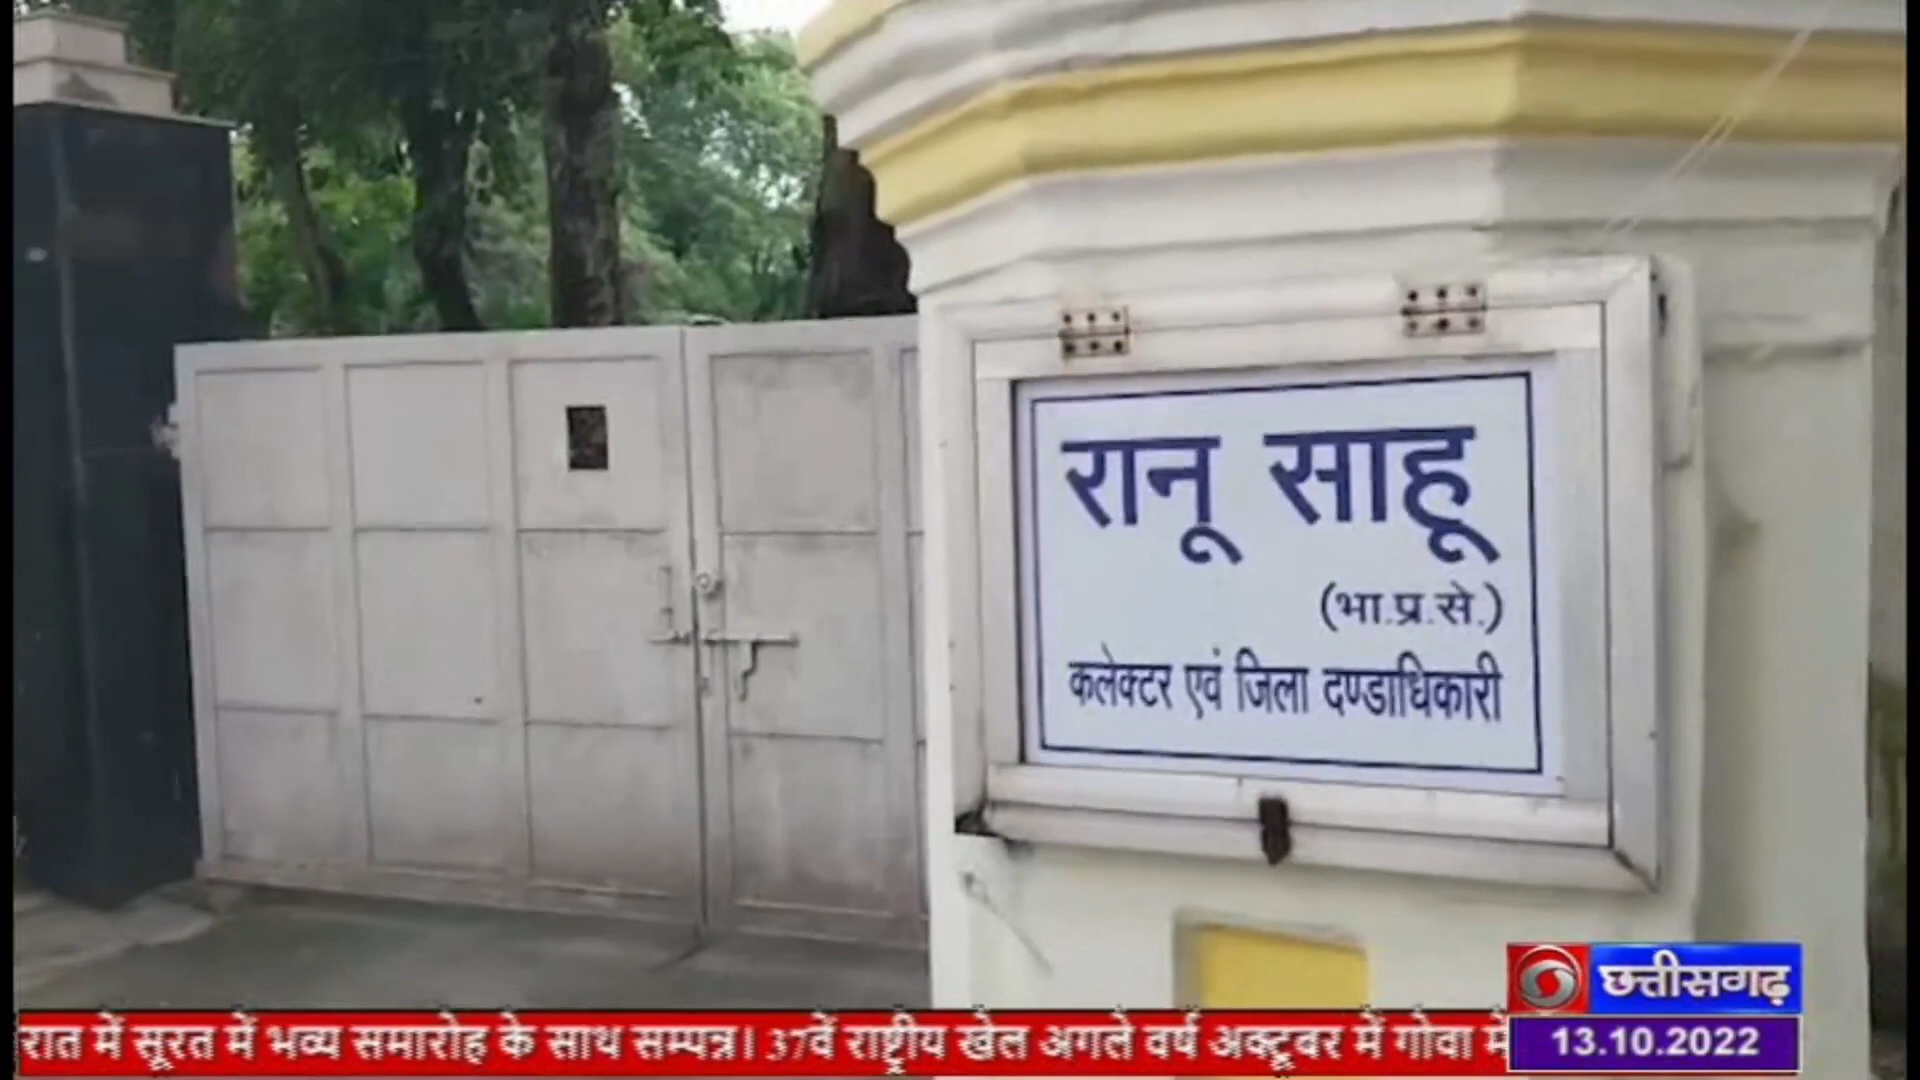 रानू साहू
(भा.प्र.से.)
कलेक्टर एवं जिला दण्डाधिकारी
छत्तीसगढ़
रात में सूरत में भव्य समारोह के साथ सम्पन्न। 37वें राष्ट्रीय खेल अगले वर्ष अक्टूबर में गोवा में
13.10.2022